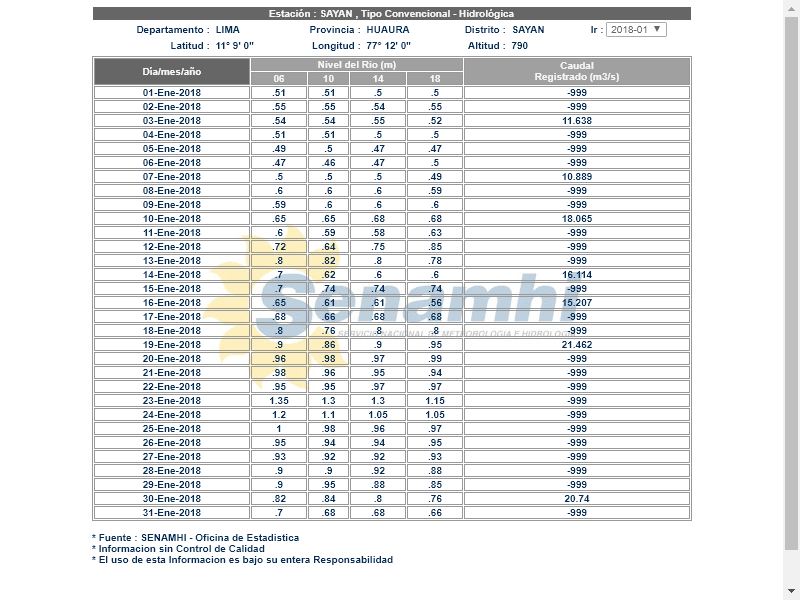 Estación : SAYAN , Tipo Convencional - Hidrológica
Departamento : LIMA Provincia : HUAURA Distrito : SAYAN Ir : 2018-01
Latitud : 11° 9' 0" Longitud : 77° 12' 0" Altitud : 790
Dia/mes/año Nivel del Rio (m) Caudal Registrado (m3/s)
06 10 14 18
01-Ene-2018 .51 .51 .5 .5 -999
02-Ene-2018 .55 .55 .54 .55 -999
03-Ene-2018 .54 .54 .55 .52 11.638
04-Ene-2018 .51 .51 .5 .5 -999
05-Ene-2018 .49 .5 .47 .47 -999
06-Ene-2018 .47 .46 .47 .5 -999
07-Ene-2018 .5 .5 .5 .49 10.889
08-Ene-2018 .6 .6 .6 .59 -999
09-Ene-2018 .59 .6 .6 .6 -999
10-Ene-2018 .65 .65 .68 .68 18.065
11-Ene-2018 .6 .59 .58 .63 -999
12-Ene-2018 .72 .64 .75 .85 -999
13-Ene-2018 .8 .82 .8 .78 -999
14-Ene-2018 .7 .62 .6 .6 16.114
15-Ene-2018 .7 .74 .74 .74 -999
16-Ene-2018 .65 .61 .61 .56 15.207
17-Ene-2018 .68 .66 .68 .68 -999
18-Ene-2018 .8 .76 .8 -999
19-Ene-2018 .9 .86 .9 .95 21.462
20-Ene-2018 .96 .98 .97 .99 -999
21-Ene-2018 .98 .96 .95 .94 -999
22-Ene-2018 .95 .95 .97 .97 -999
23-Ene-2018 1.35 1.3 1.3 1.15 -999
24-Ene-2018 1.2 1.1 1.05 1.05 -999
25-Ene-2018 1 .98 .96 .97 -999
26-Ene-2018 .95 .94 .94 .95 -999
27-Ene-2018 .93 .92 .92 .93 -999
28-Ene-2018 .9 .9 .92 .88 -999
29-Ene-2018 .9 .95 .88 .85 -999
30-Ene-2018 .82 .84 .8 .76 20.74
31-Ene-2018 .7 .68 .68 .66 -999
Senamhi
SERVICIO NACIONAL DE METEOROLOGIA E HIDROLOGIA
* Fuente : SENAMHI - Oficina de Estadistica
* Informacion sin Control de Calidad
* El uso de esta Informacion es bajo su entera Responsabilidad